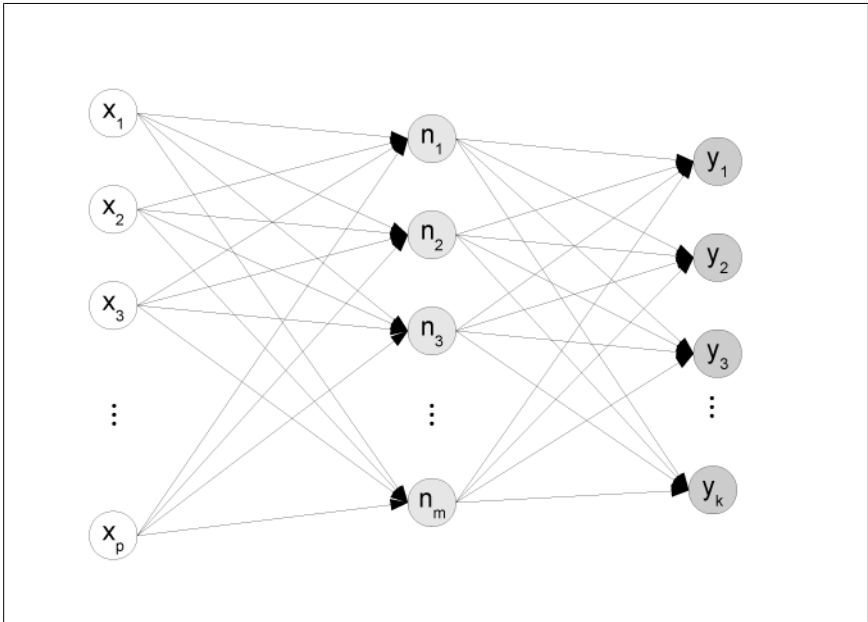 x1
x2
x3
⋮
xp
n1
n2
n3
⋮
nm
y1
y2
y3
⋮
yk